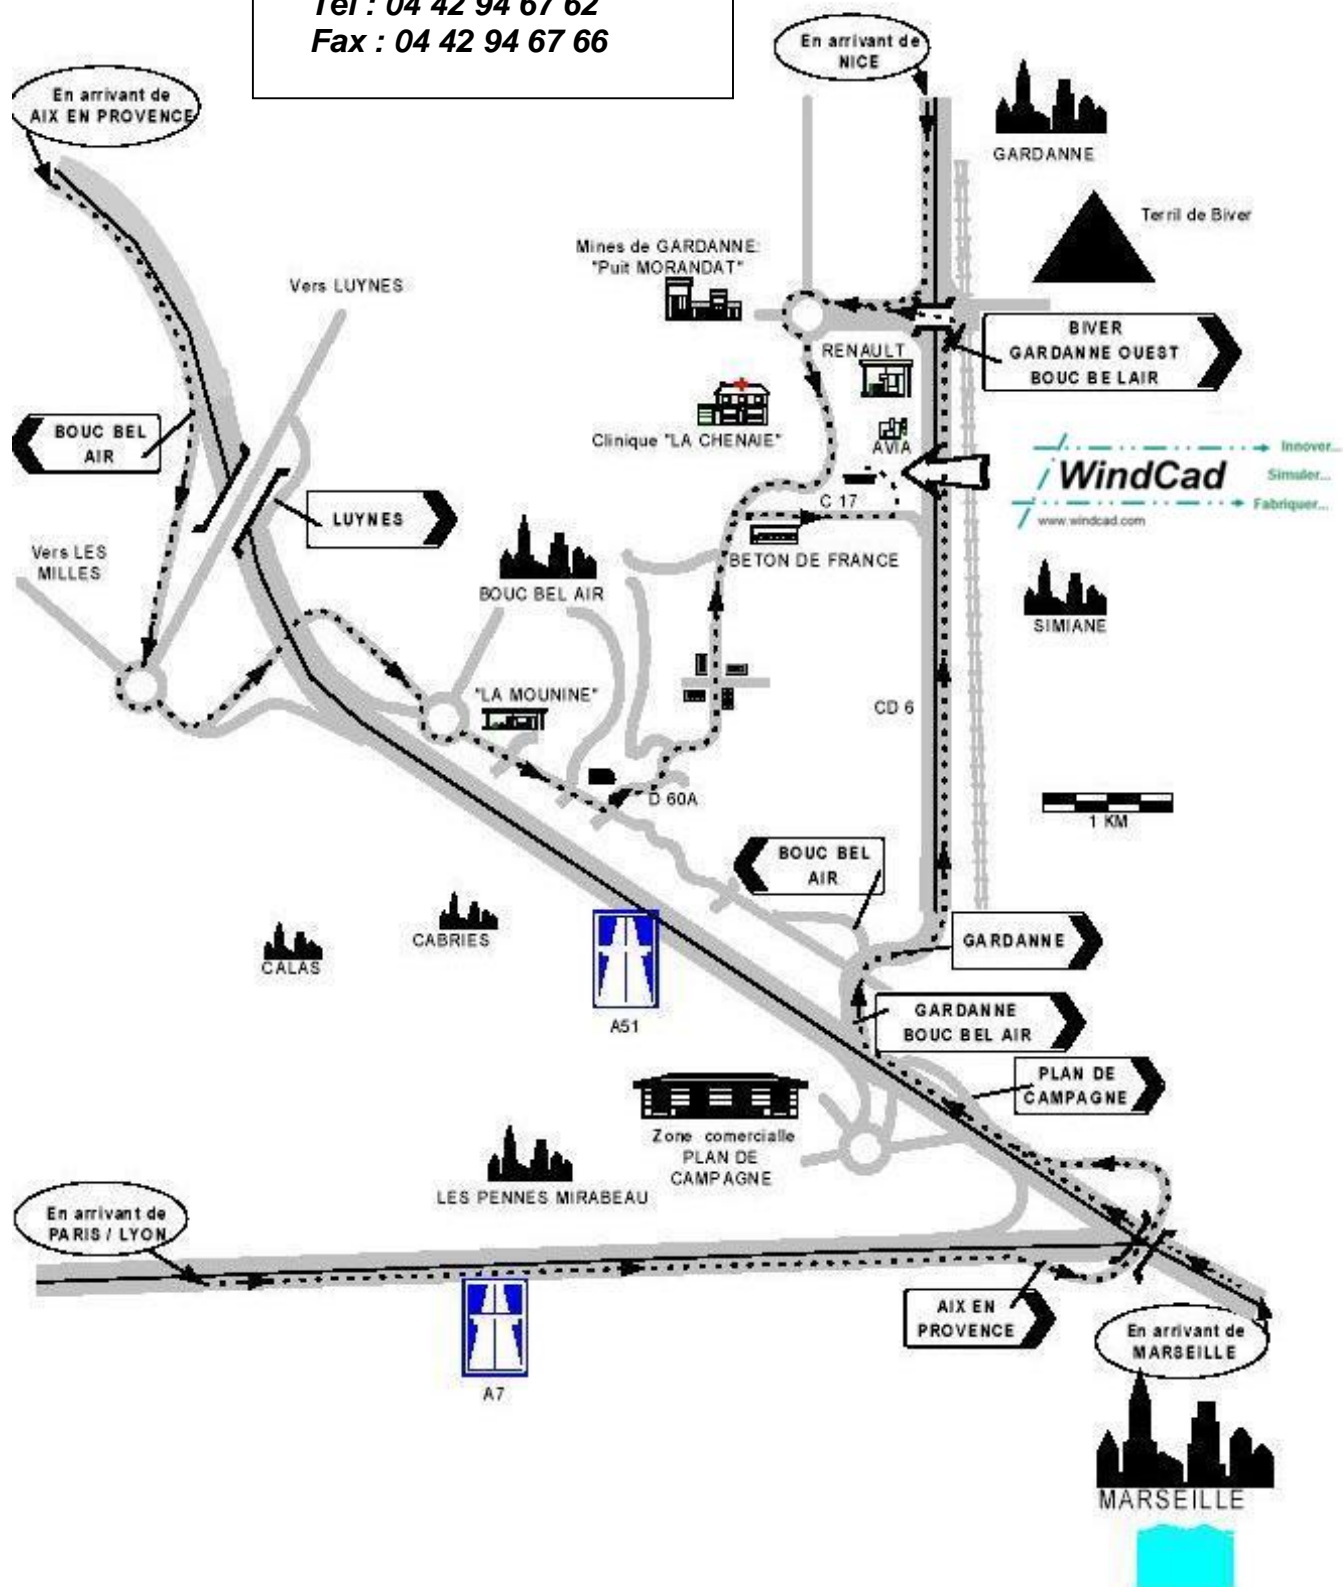 Tél : 04 42 94 67 62
Fax : 04 42 94 67 66
En arrivant de
NICE
En arrivant de
AIX EN PROVENCE
GARDANNE
Terril de Biver
Mines de GARDANNE:
"Puit MORANDAT"
Vers LUYNES
BIVER
GARDANNE OUEST
BOUC BE LAIR
RENAULT
BOUC BEL
AIR
Clinique "LA CHENAIE"
AVIA
WindCad
www.windcad.com
Innover...
Simuler...
Fabriquer...
C 17
LUYNES
Vers LES
MILLES
BETON DE FRANCE
BOUC BEL AIR
SIMIANE
"LA MOUNINE"
CD 6
D 60A
1 KM
BOUC BEL
AIR
CABRIES
CALAS
GARDANNE
A51
GARDANNE
BOUC BEL AIR
PLAN DE
CAMPAGNE
Zone comercialle
PLAN DE
CAMPAGNE
LES PENNES MIRABEAU
En arrivant de
PARIS / LYON
AIX EN
PROVENCE
En arrivant de
MARSEILLE
A7
MARSEILLE